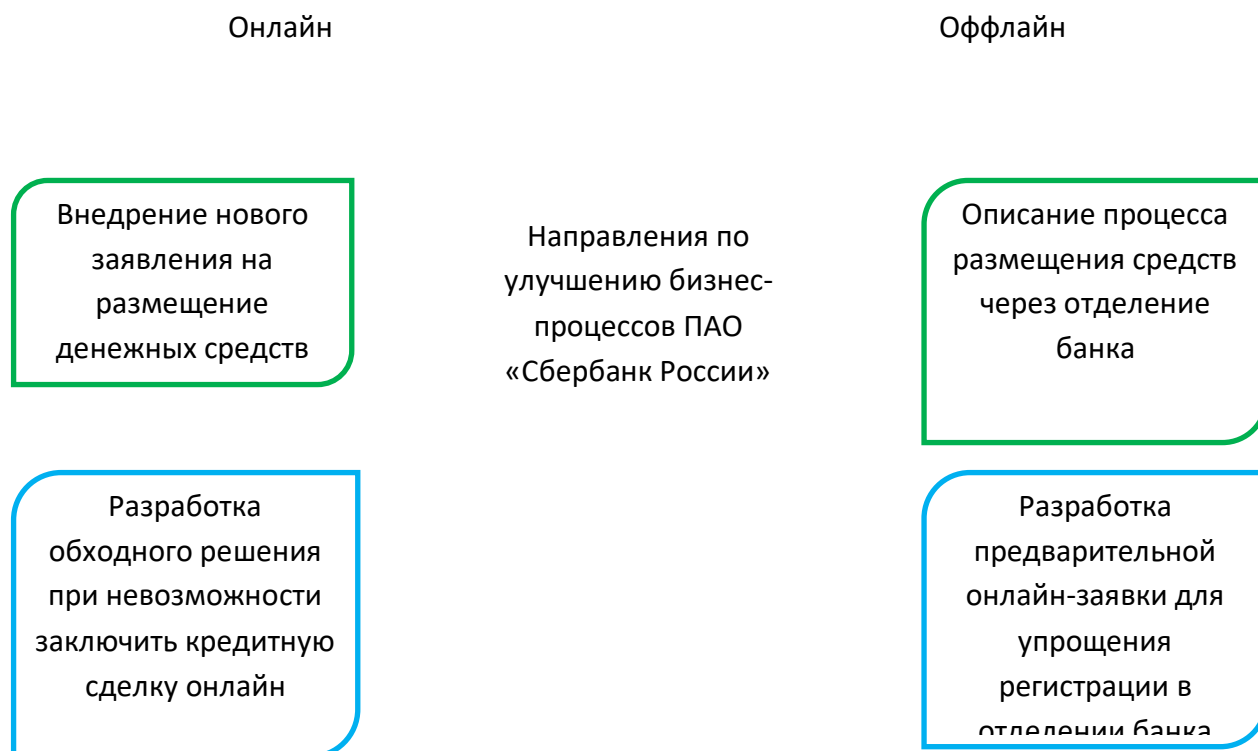 Онлайн
Оффлайн
Внедрение нового
заявления на
размещение
денежных средств
Направления по
улучшению бизнес-
процессов ПАО
«Сбербанк России»
Описание процесса
размещения средств
через отделение
банка
Разработка
обходного решения
при невозможности
заключить кредитную
сделку онлайн
Разработка
предварительной
онлайн-заявки для
упрощения
регистрации в
отделении банка